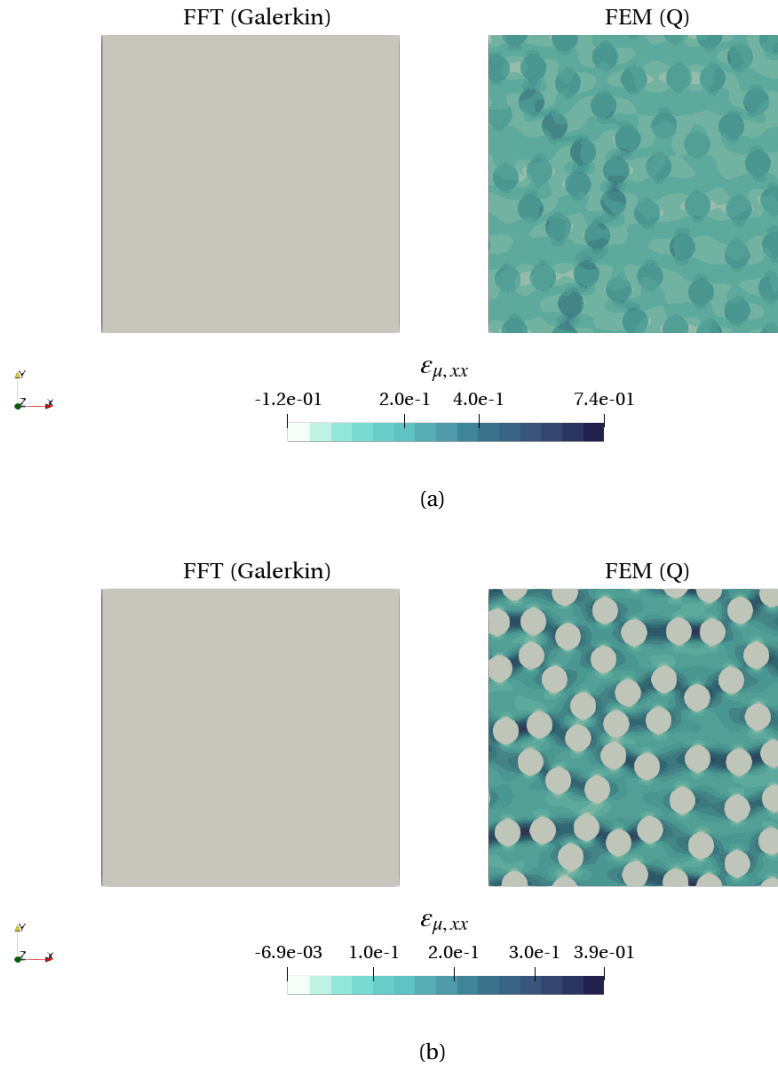 FFT (Galerkin) FEM (Q)
Y
Z X
ε_{μ,xx}
-1.2e-01 2.0e-1 4.0e-1 7.4e-01
(a)
FFT (Galerkin) FEM (Q)
Y
Z X
ε_{μ,xx}
-6.9e-03 1.0e-1 2.0e-1 3.0e-1 3.9e-01
(b)